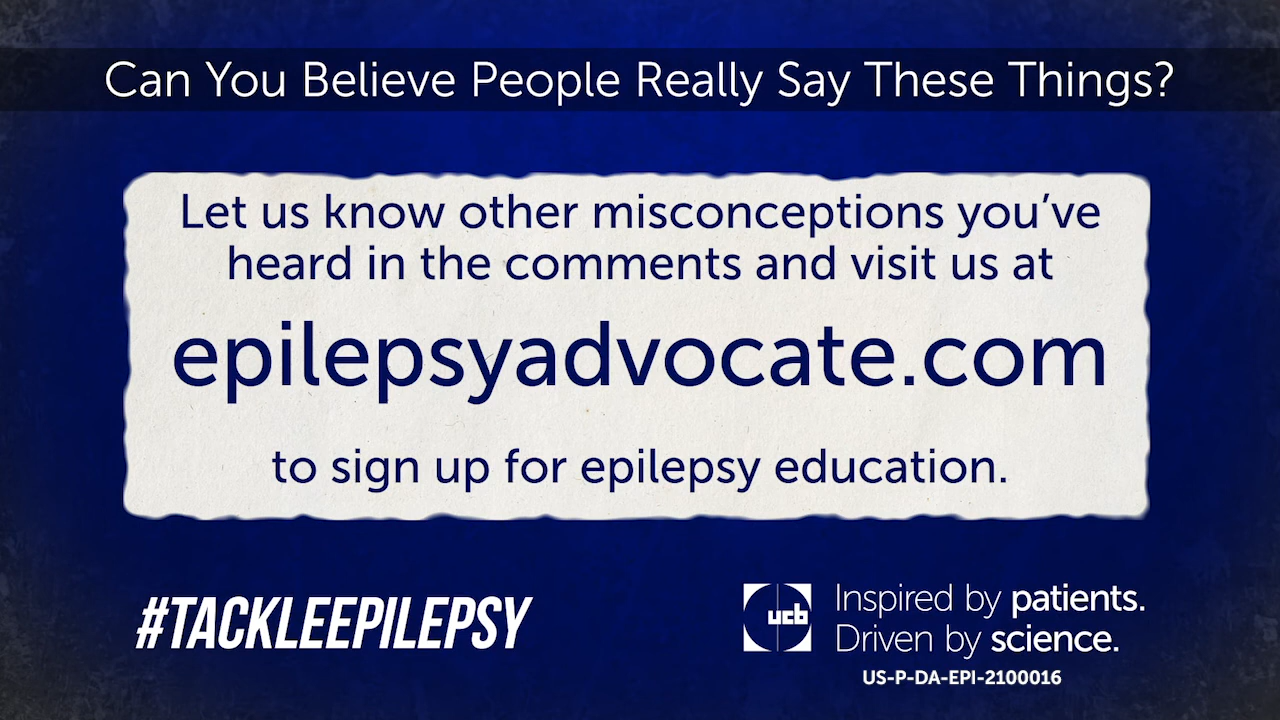 Can You Believe People Really Say These Things?
Let us know other misconceptions you’ve
heard in the comments and visit us at
epilepsyadvocate.com
to sign up for epilepsy education.
#TACKLEEPILEPSY
ucb
Inspired by patients.
Driven by science.
US-P-DA-EPI-2100016